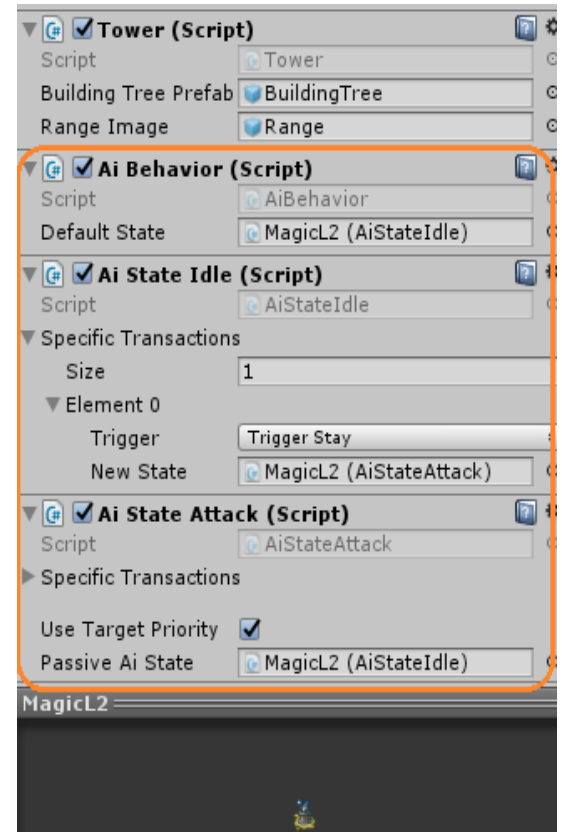 Tower (Script)
Script Tower
Building Tree Prefab BuildingTree
Range Image Range
Ai Behavior (Script)
Script AiBehavior
Default State MagicL2 (AiStateIdle)
Ai State Idle (Script)
Script AiStateIdle
Specific Transactions
Size 1
Element 0
Trigger Trigger Stay
New State MagicL2 (AiStateAttack)
Ai State Attack (Script)
Script AiStateAttack
Specific Transactions
Use Target Priority
Passive Ai State MagicL2 (AiStateIdle)
MagicL2